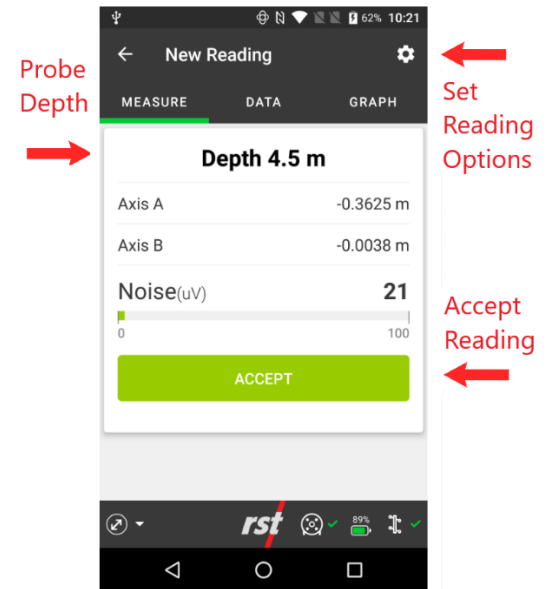 62% 10:21
New Reading
MEASURE DATA GRAPH
Probe
Depth
Set
Reading
Options
Depth 4.5 m
Axis A -0.3625 m
Axis B -0.0038 m
Noise(uV) 21
0 100
Accept
Reading
ACCEPT
rst 89%